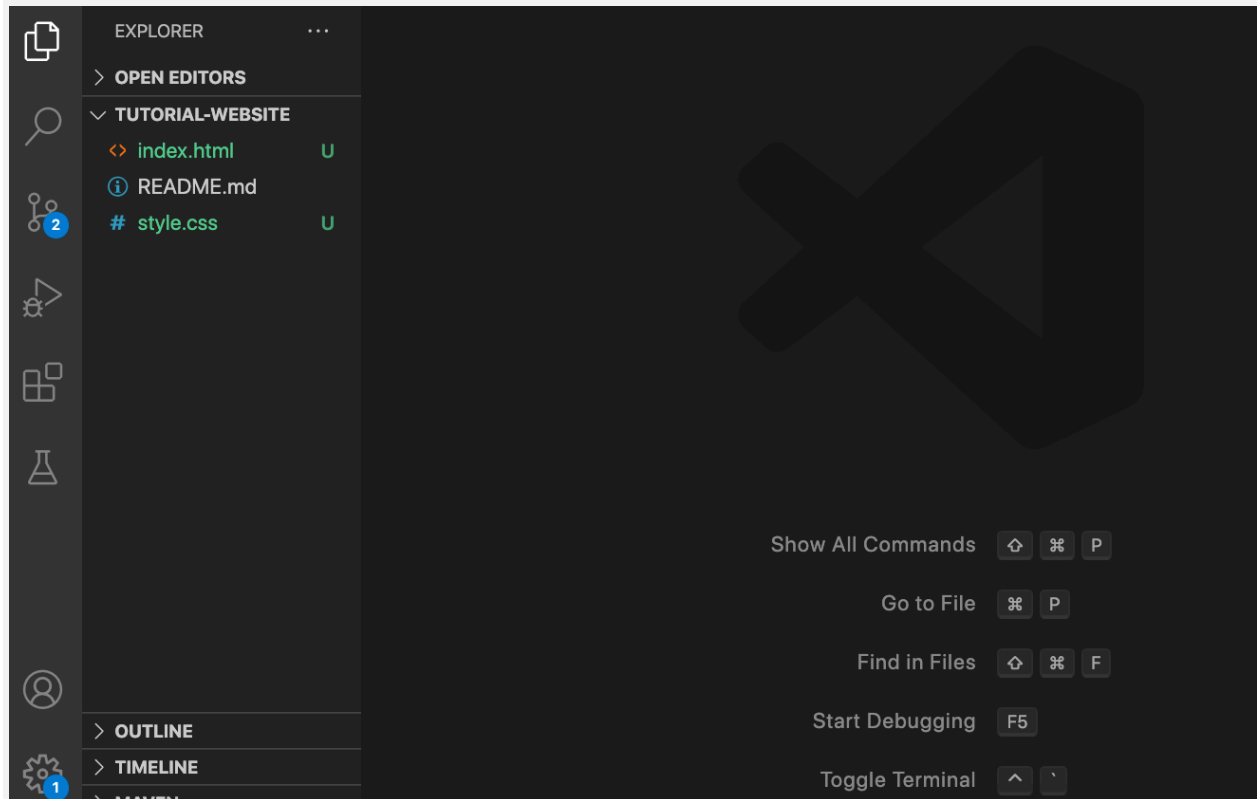 EXPLORER ···
OPEN EDITORS
TUTORIAL-WEBSITE
<> index.html U
README.md
# style.css U
2
Show All Commands ⇧ ⌘ P
Go to File ⌘ P
Find in Files ⇧ ⌘ F
Start Debugging F5
Toggle Terminal ^ `
OUTLINE
TIMELINE
1
MAVEN